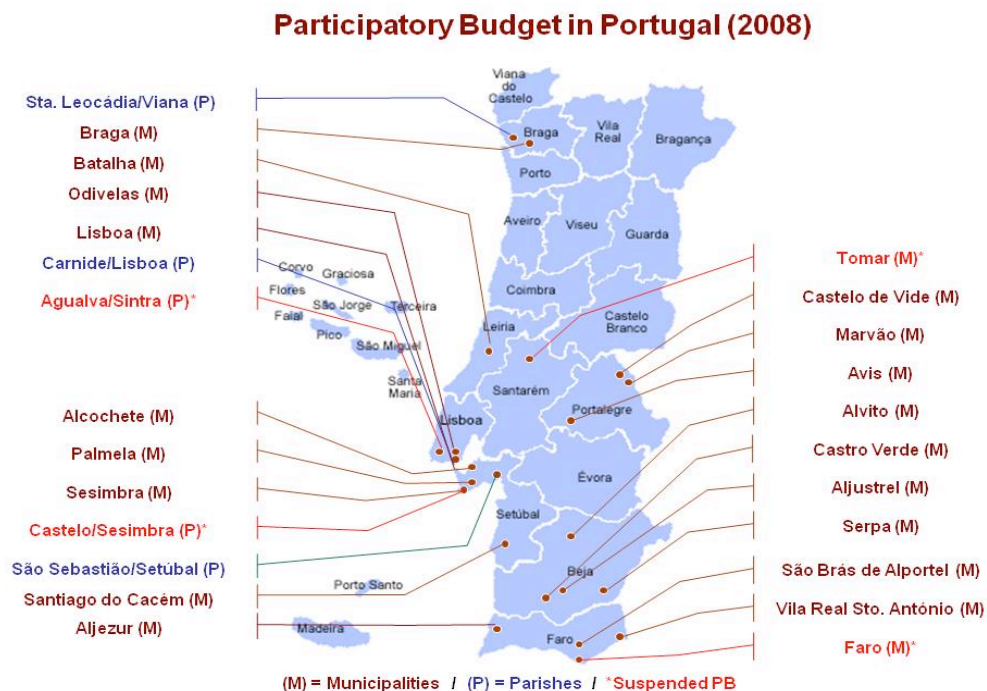 Participatory Budget in Portugal (2008)
Sta. Leocádia/Viana (P)
Braga (M)
Batalha (M)
Odivelas (M)
Lisboa (M)
Carnide/Lisboa (P)
Agualva/Sintra (P)*
Alcochete (M)
Palmela (M)
Sesimbra (M)
Castelo/Sesimbra (P)*
São Sebastião/Setúbal (P)
Santiago do Cacém (M)
Aljezur (M)
Viana
do
Castelo
Braga
Vila
Real
Bragança
Porto
Aveiro
Viseu
Guarda
Coimbra
Castelo
Branco
Leiria
Santarém
Lisboa
Portalegre
Évora
Setúbal
Beja
Faro
Corvo
Graciosa
Flores
São Jorge
Terceira
Faial
Pico
São Miguel
Santa
Maria
Porto Santo
Madeira
Tomar (M)*
Castelo de Vide (M)
Marvão (M)
Avis (M)
Alvito (M)
Castro Verde (M)
Aljustrel (M)
Serpa (M)
São Brás de Alportel (M)
Vila Real Sto. António (M)
Faro (M)*
(M) = Municipalities / (P) = Parishes / *Suspended PB